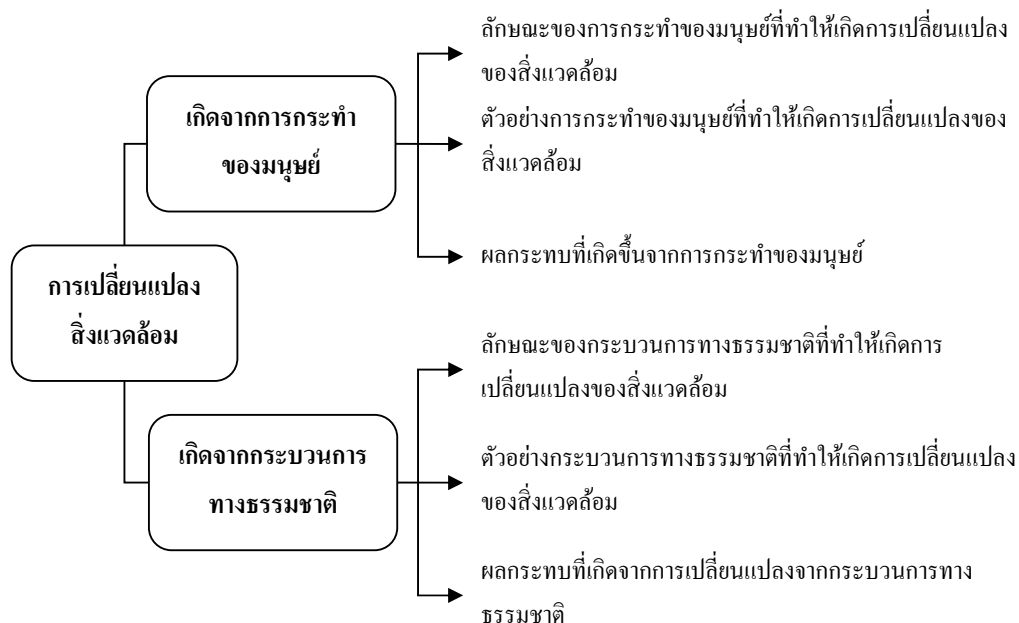 ลักษณะของการกระทำของมนุษย์ที่ทำให้เกิดการเปลี่ยนแปลง
ของสิ่งแวดล้อม
เกิดจากการกระทำ
ของมนุษย์
ตัวอย่างการกระทำของมนุษย์ที่ทำให้เกิดการเปลี่ยนแปลงของ
สิ่งแวดล้อม
ผลกระทบที่เกิดขึ้นจากการกระทำของมนุษย์
การเปลี่ยนแปลง
สิ่งแวดล้อม
ลักษณะของกระบวนการทางธรรมชาติที่ทำให้เกิดการ
เปลี่ยนแปลงของสิ่งแวดล้อม
เกิดจากกระบวนการ
ทางธรรมชาติ
ตัวอย่างกระบวนการทางธรรมชาติที่ทำให้เกิดการเปลี่ยนแปลง
ของสิ่งแวดล้อม
ผลกระทบที่เกิดจากการเปลี่ยนแปลงจากกระบวนการทาง
ธรรมชาติ